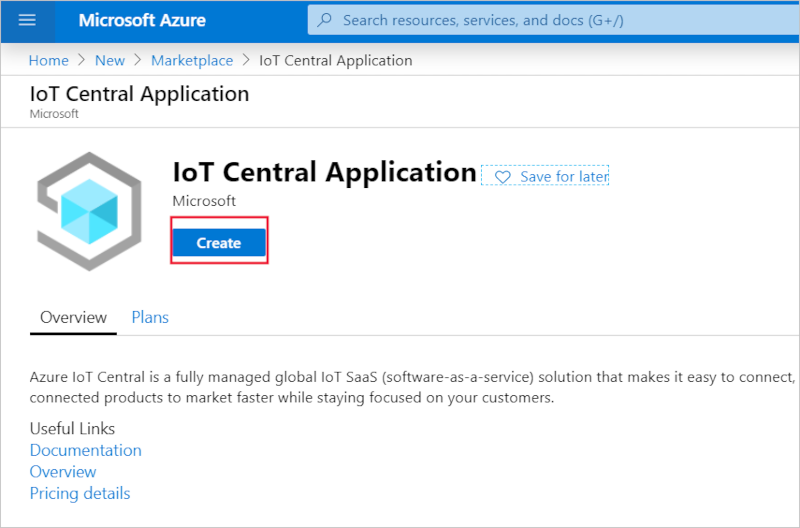 Microsoft Azure
Search resources, services, and docs (G+/)
Home > New > Marketplace > IoT Central Application
IoT Central Application
Microsoft
IoT Central Application
Save for later
Microsoft
Create
Overview
Plans
Azure IoT Central is a fully managed global IoT SaaS (software-as-a-service) solution that makes it easy to connect,
connected products to market faster while staying focused on your customers.
Useful Links
Documentation
Overview
Pricing details